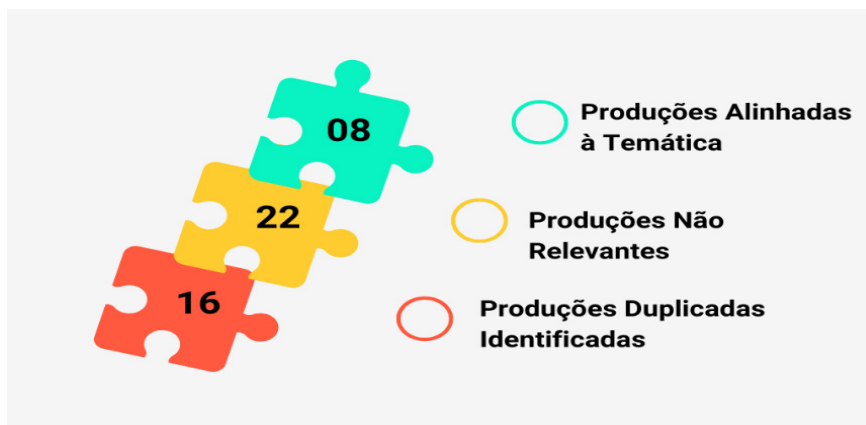 08
Produções Alinhadas
à Temática
22
Produções Não
Relevantes
16
Produções Duplicadas
Identificadas